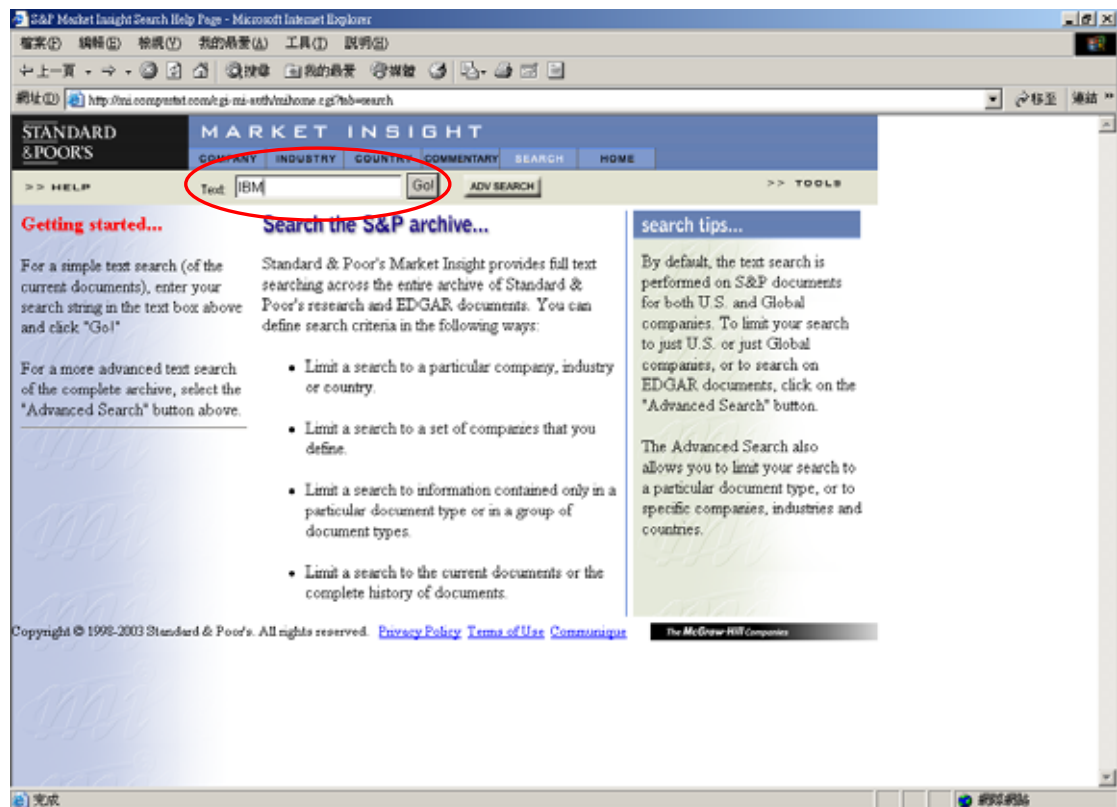 S&P Market Insight Search Help Page - Microsoft Internet Explorer
檔案(F) 編輯(E) 檢視(V) 我的最愛(A) 工具(T) 說明(H)
上一頁 搜尋 我的最愛 媒體
網址(D) http://mi.compustat.com/cgi-mi-auth/mihome.cgi?tab=search 移至 連結 »
STANDARD
&POOR'S
MARKET INSIGHT
COMPANY INDUSTRY COUNTRY COMMENTARY SEARCH HOME
>> HELP Text: IBM Go! ADV SEARCH >> TOOLS
Getting started...
For a simple text search (of the
current documents), enter your
search string in the text box above
and click "Go!"
For a more advanced text search
of the complete archive, select the
"Advanced Search" button above.
Search the S&P archive...
Standard & Poor's Market Insight provides full text
searching across the entire archive of Standard &
Poor's research and EDGAR documents. You can
define search criteria in the following ways:
• Limit a search to a particular company, industry
or country.
• Limit a search to a set of companies that you
define.
• Limit a search to information contained only in a
particular document type or in a group of
document types.
• Limit a search to the current documents or the
complete history of documents.
search tips...
By default, the text search is
performed on S&P documents
for both U.S. and Global
companies. To limit your search
to just U.S. or just Global
companies, or to search on
EDGAR documents, click on the
"Advanced Search" button.
The Advanced Search also
allows you to limit your search to
a particular document type, or to
specific companies, industries and
countries.
Copyright © 1998-2003 Standard & Poor's. All rights reserved. Privacy Policy Terms of Use Communique The McGraw-Hill Companies
完成 網際網路